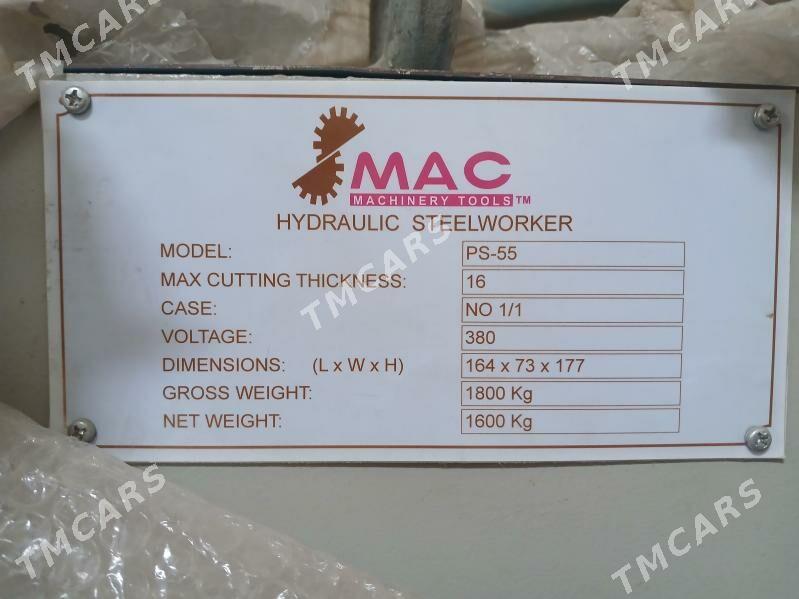 TMCARS
TMCARS
MAC
MACHINERY TOOLS™
HYDRAULIC STEELWORKER
MODEL: PS-55
MAX CUTTING THICKNESS: 16
CASE: NO 1/1
VOLTAGE: 380
DIMENSIONS: (L x W x H) 164 x 73 x 177
GROSS WEIGHT: 1800 Kg
NET WEIGHT: 1600 Kg
TMCARS
TMCARS
TMCARS